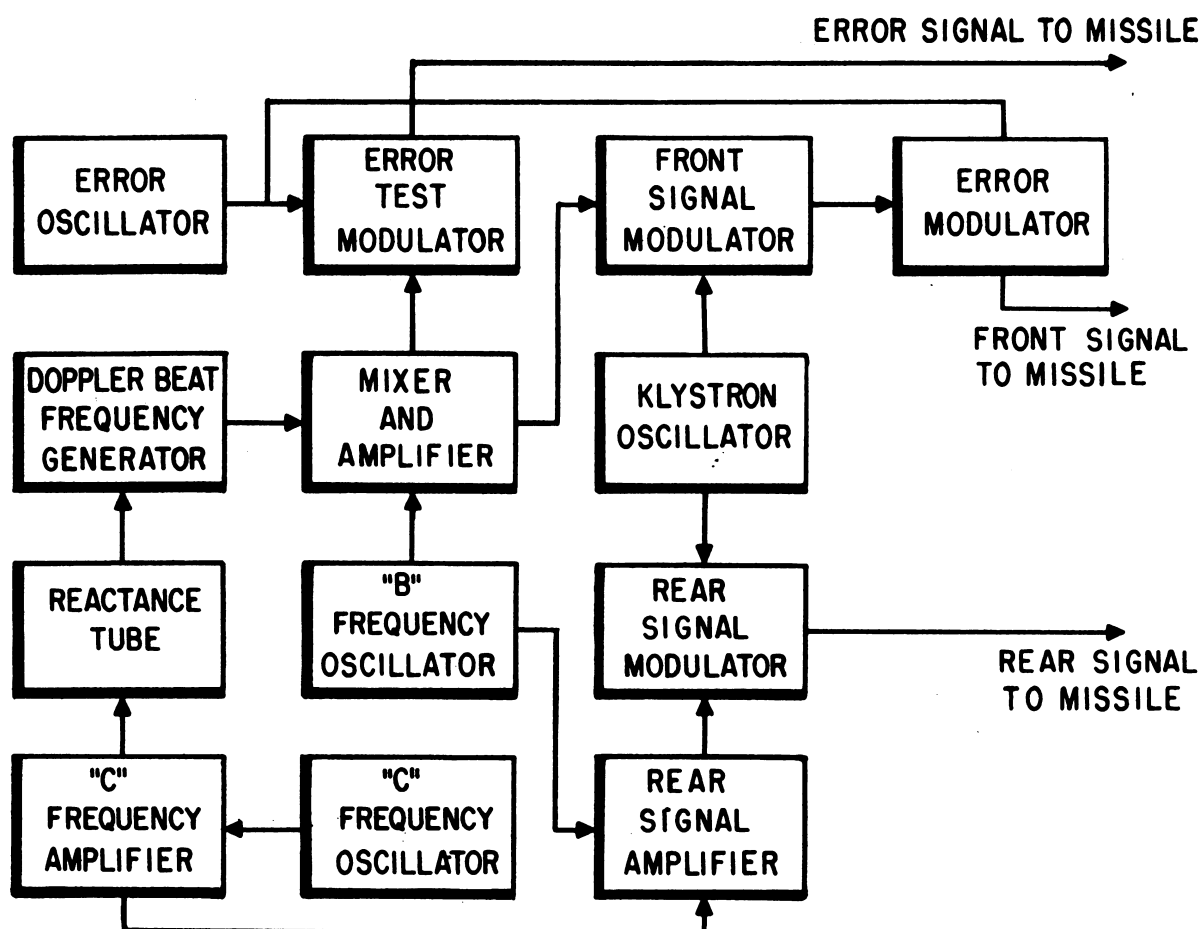 ERROR SIGNAL TO MISSILE
ERROR
OSCILLATOR
ERROR
TEST
MODULATOR
FRONT
SIGNAL
MODULATOR
ERROR
MODULATOR
FRONT SIGNAL
TO MISSILE
DOPPLER BEAT
FREQUENCY
GENERATOR
MIXER
AND
AMPLIFIER
KLYSTRON
OSCILLATOR
REACTANCE
TUBE
"B"
FREQUENCY
OSCILLATOR
REAR
SIGNAL
MODULATOR
REAR SIGNAL
TO MISSILE
"C"
FREQUENCY
AMPLIFIER
"C"
FREQUENCY
OSCILLATOR
REAR
SIGNAL
AMPLIFIER